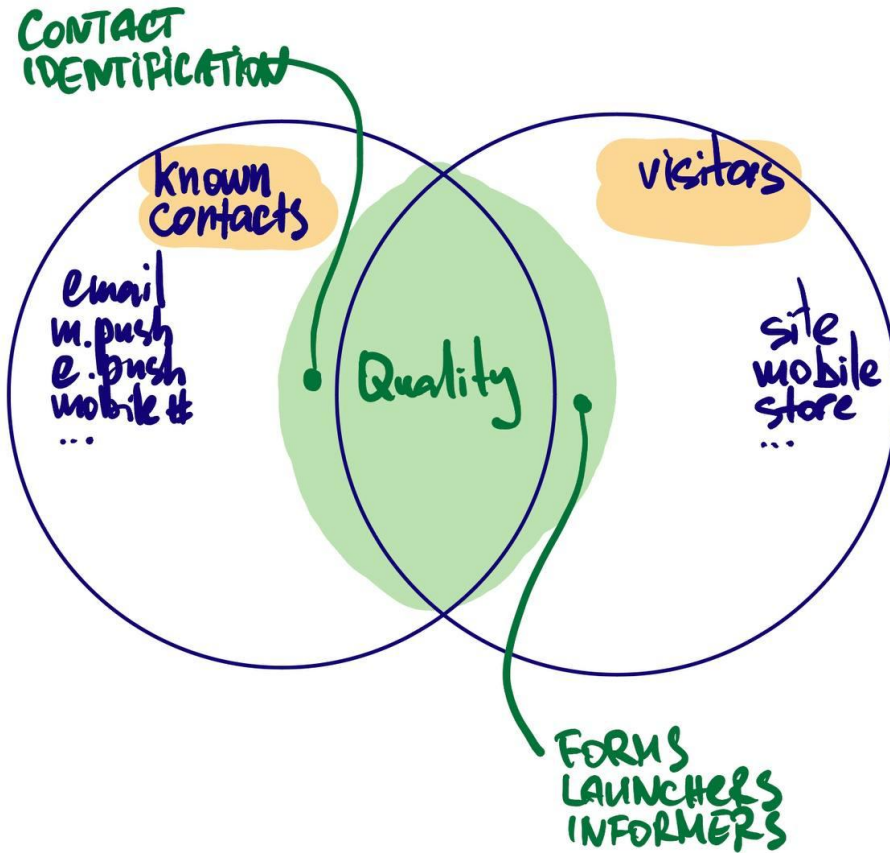 CONTACT
IDENTIFICATION
known
contacts
email
m.push
e.push
mobile #
...
Quality
visitors
site
mobile
store
...
FORMS
LAUNCHERS
INFORMERS